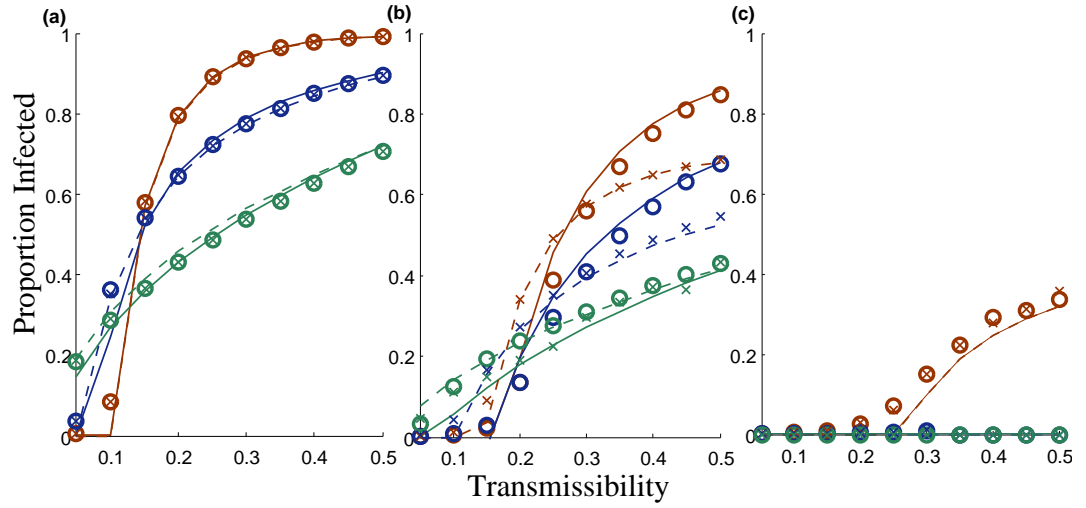 (a) (b) (c)
1 1 1
0.8 0.8 0.8
0.6 0.6 0.6
0.4 0.4 0.4
0.2 0.2 0.2
0 0 0
0.1 0.2 0.3 0.4 0.5 0.1 0.2 0.3 0.4 0.5 0.1 0.2 0.3 0.4 0.5
Proportion Infected
Transmissibility